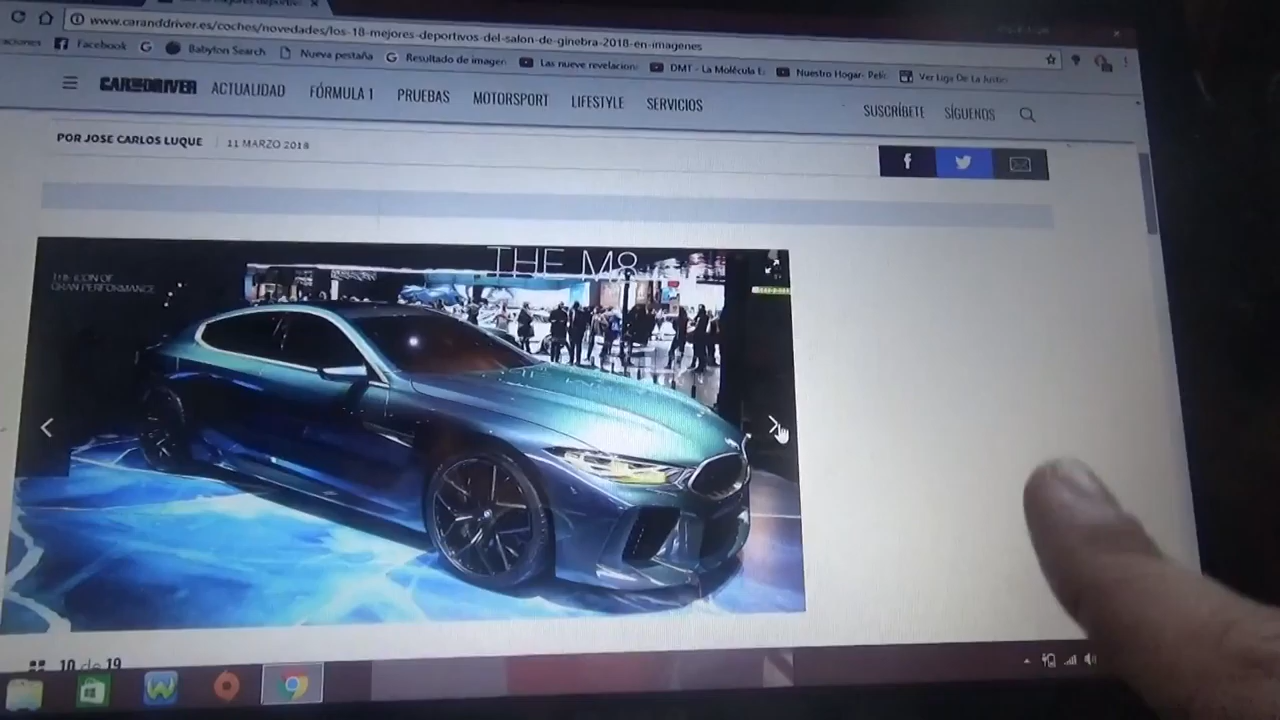 www.caranddriver.es/coches/novedades/los-18-mejores-deportivos-del-salon-de-ginebra-2018-en-imagenes
Facebook Babylon Search Nueva pestaña Resultado de imagen Las nueve revelacion DMT - La Molécula E Nuestro Hogar- Pelíc Ver Liga De La Justic
CAR AND DRIVER ACTUALIDAD FÓRMULA 1 PRUEBAS MOTORSPORT LIFESTYLE SERVICIOS SUSCRÍBETE SÍGUENOS
POR JOSE CARLOS LUQUE 11 MARZO 2018
THE M8
THE ICON OF
GRAN PERFORMANCE
10 de 19